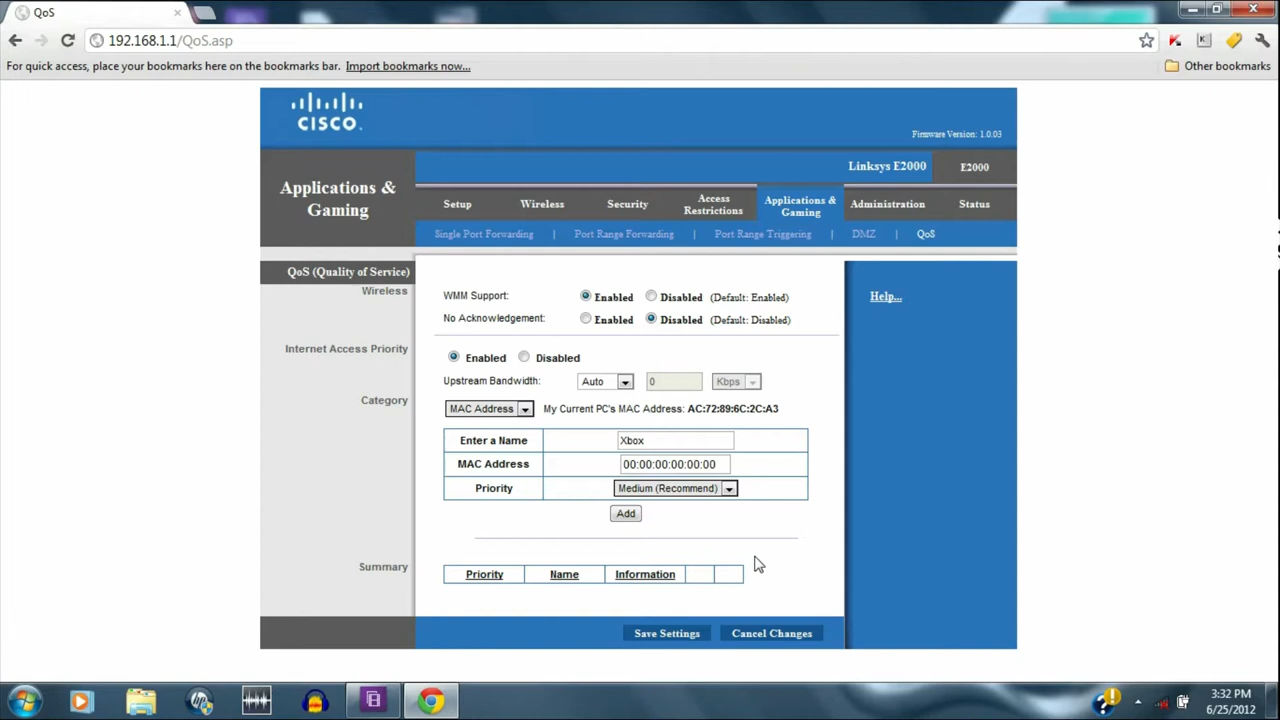 QoS
192.168.1.1/QoS.asp
For quick access, place your bookmarks here on the bookmarks bar. Import bookmarks now... Other bookmarks
CISCO.
Firmware Version: 1.0.03
Linksys E2000 E2000
Applications & Gaming
Setup Wireless Security Access Restrictions Applications & Gaming Administration Status
Single Port Forwarding | Port Range Forwarding | Port Range Triggering | DMZ | QoS
QoS (Quality of Service)
Wireless
WMM Support: Enabled Disabled (Default: Enabled)
Help...
No Acknowledgement: Enabled Disabled (Default: Disabled)
Internet Access Priority
Enabled Disabled
Upstream Bandwidth: Auto 0 Kbps
Category
MAC Address My Current PC's MAC Address: AC:72:89:6C:2C:A3
Enter a Name Xbox
MAC Address 00:00:00:00:00:00
Priority Medium (Recommend)
Add
Summary
Priority Name Information
Save Settings Cancel Changes
3:32 PM
6/25/2012